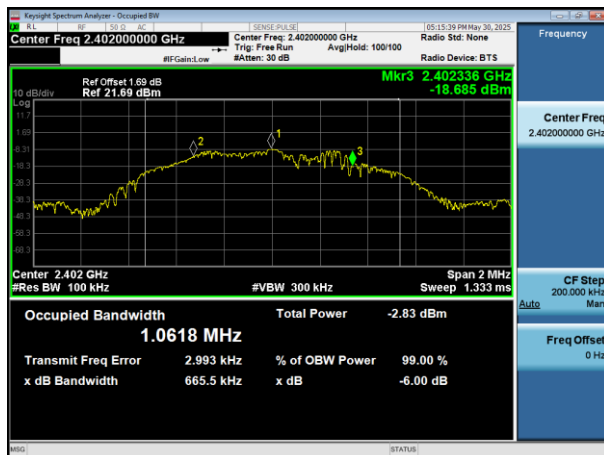 Keysight Spectrum Analyzer - Occupied BW
RL RF 50 Ω AC SENSE:PULSE 05:15:39 PM May 30, 2025
Center Freq 2.402000000 GHz
Center Freq: 2.402000000 GHz Radio Std: None
Trig: Free Run Avg|Hold: 100/100
#IFGain:Low #Atten: 30 dB Radio Device: BTS
Frequency
Mkr3 2.402336 GHz
-18.685 dBm
Ref Offset 1.69 dB
10 dB/div Ref 21.69 dBm
Log
11.7
1.69
-8.31
-18.3
-28.3
-38.3
-48.3
-58.3
-68.3
2
1
3
Center 2.402 GHz Span 2 MHz
#Res BW 100 kHz #VBW 300 kHz Sweep 1.333 ms
Occupied Bandwidth Total Power -2.83 dBm
1.0618 MHz
Transmit Freq Error 2.993 kHz % of OBW Power 99.00 %
x dB Bandwidth 665.5 kHz x dB -6.00 dB
Center Freq
2.402000000 GHz
CF Step
200.000 kHz
Auto Man
Freq Offset
0 Hz
MSG STATUS